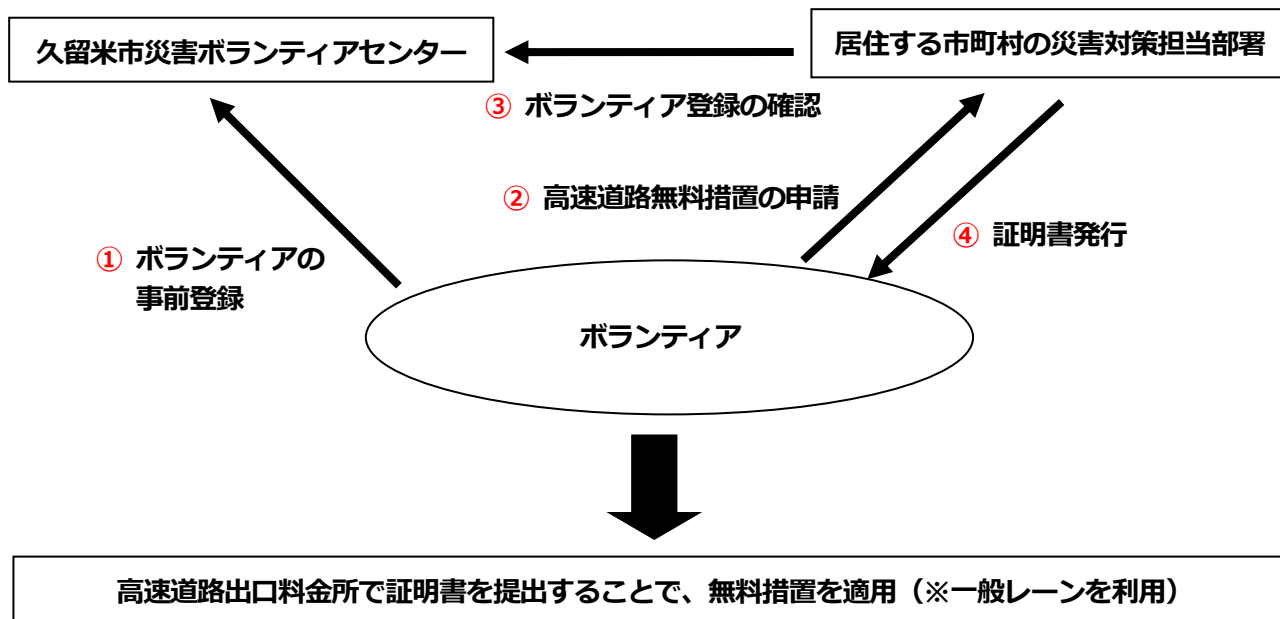 久留米市災害ボランティアセンター
居住する市町村の災害対策担当部署
③ ボランティア登録の確認
② 高速道路無料措置の申請
④ 証明書発行
① ボランティアの
事前登録
ボランティア
高速道路出口料金所で証明書を提出することで、無料措置を適用（※一般レーンを利用）